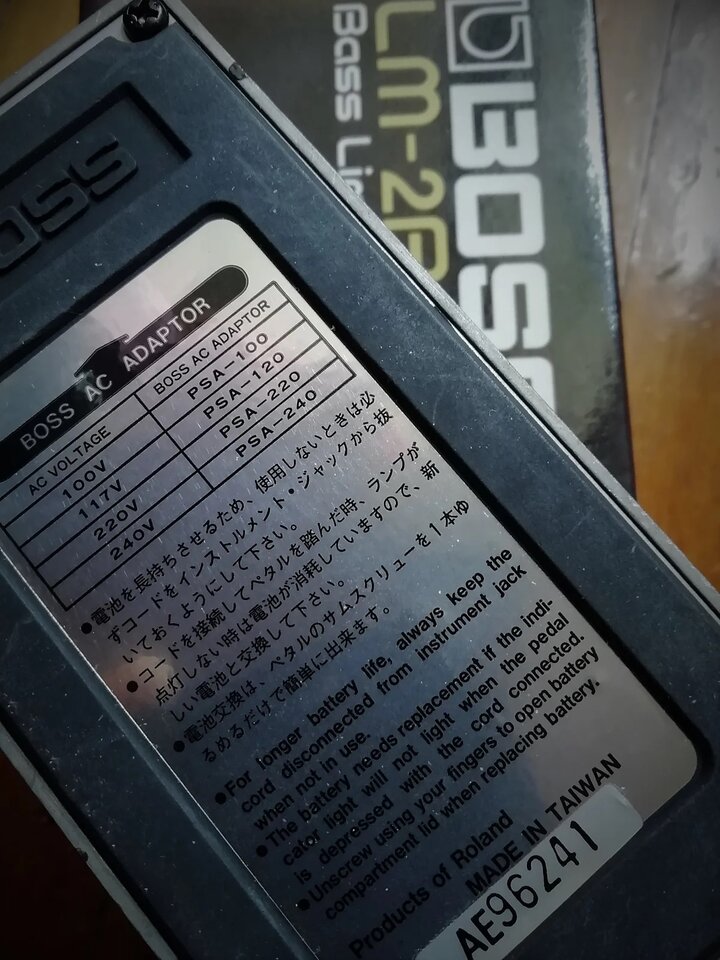 BOSS
LM-2B
Bass
BOSS
BOSS AC ADAPTOR
AC VOLTAGE BOSS AC ADAPTOR
100V PSA-100
117V PSA-120
220V PSA-220
240V PSA-240
●電池を長持ちさせるため、使用しないときは必
ずコードをインストルメント・ジャックから抜
いておくようにして下さい。
●コードを接続してペタルを踏んだ時、ランプが
点灯しない時は電池が消耗していますので、新
しい電池と交換して下さい。
●電池交換は、ペタルのサムスクリューを1本ゆ
るめるだけで簡単に出来ます。
●For longer battery life, always keep the
cord disconnected from instrument jack
when not in use.
●The battery needs replacement if the indi-
cator light will not light when the pedal
is depressed with the cord connected.
●Unscrew using your fingers to open battery
compartment lid when replacing battery.
Products of Roland
MADE IN TAIWAN
AE96241